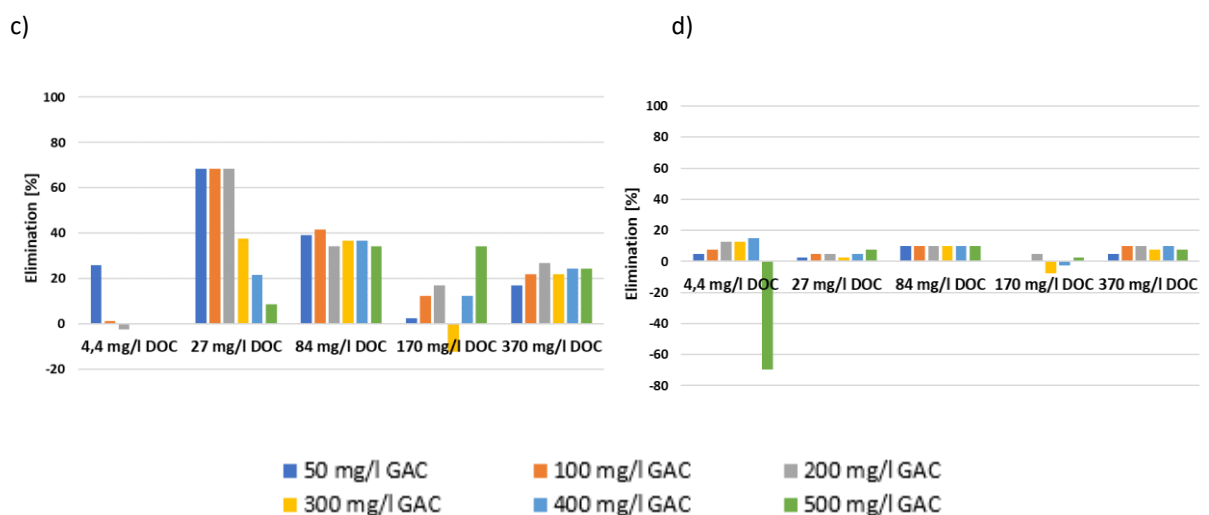 c)
d)
100
80
60
40
20
0
-20
Elimination [%]
4,4 mg/l DOC
27 mg/l DOC
84 mg/l DOC
170 mg/l DOC
370 mg/l DOC
100
80
60
40
20
0
-20
-40
-60
-80
Elimination [%]
4,4 mg/l DOC
27 mg/l DOC
84 mg/l DOC
170 mg/l DOC
370 mg/l DOC
50 mg/l GAC
100 mg/l GAC
200 mg/l GAC
300 mg/l GAC
400 mg/l GAC
500 mg/l GAC